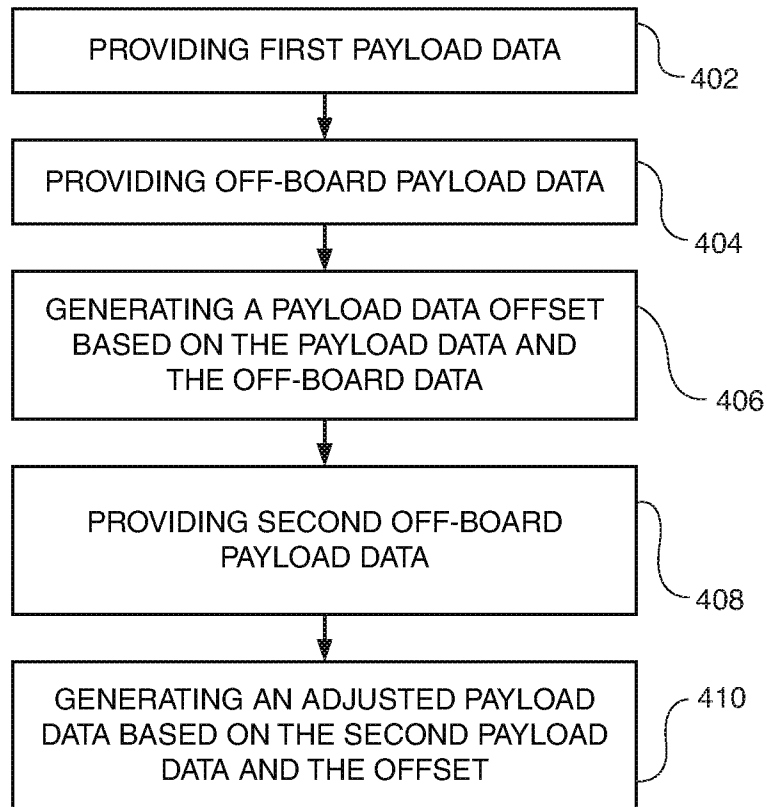 PROVIDING FIRST PAYLOAD DATA
402
PROVIDING OFF-BOARD PAYLOAD DATA
404
GENERATING A PAYLOAD DATA OFFSET
BASED ON THE PAYLOAD DATA AND
THE OFF-BOARD DATA
406
PROVIDING SECOND OFF-BOARD
PAYLOAD DATA
408
GENERATING AN ADJUSTED PAYLOAD
DATA BASED ON THE SECOND PAYLOAD
DATA AND THE OFFSET
410